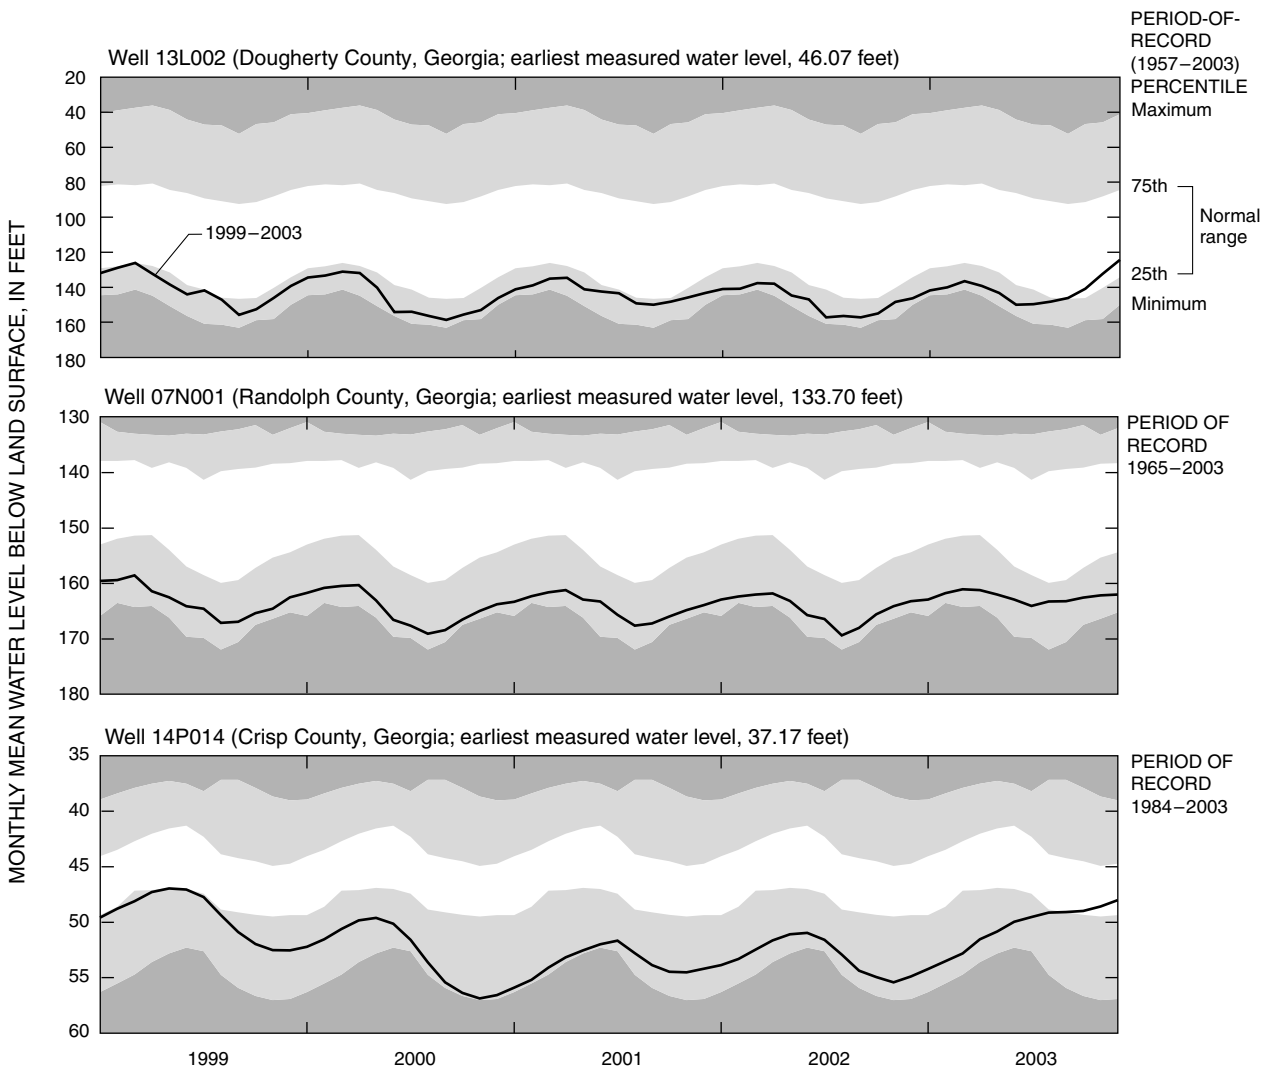 MONTHLY MEAN WATER LEVEL BELOW LAND SURFACE, IN FEET
Well 13L002 (Dougherty County, Georgia; earliest measured water level, 46.07 feet)
20
40
60
80
100
120
140
160
180
1999–2003
PERIOD-OF-
RECORD
(1957–2003)
PERCENTILE
Maximum
75th
Normal
range
25th
Minimum
Well 07N001 (Randolph County, Georgia; earliest measured water level, 133.70 feet)
130
140
150
160
170
180
PERIOD OF
RECORD
1965–2003
Well 14P014 (Crisp County, Georgia; earliest measured water level, 37.17 feet)
35
40
45
50
55
60
PERIOD OF
RECORD
1984–2003
1999 2000 2001 2002 2003